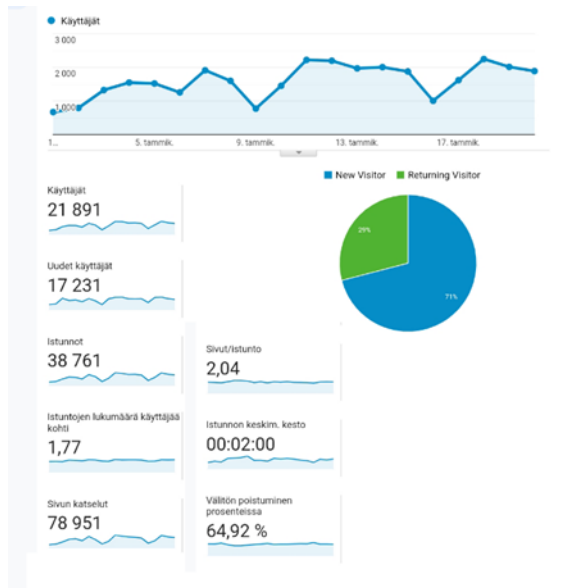 Käyttäjät
3 000
2 000
1,000
1...
5. tammik.
9. tammik.
13. tammik.
17. tammik.
New Visitor
Returning Visitor
29%
71%
Käyttäjät
21 891
Uudet käyttäjät
17 231
Istunnot
38 761
Sivut/istunto
2,04
Istuntojen lukumäärä käyttäjää
kohti
1,77
Istunnon keskim. kesto
00:02:00
Sivun katselut
78 951
Välitön poistuminen
prosenteissa
64,92 %